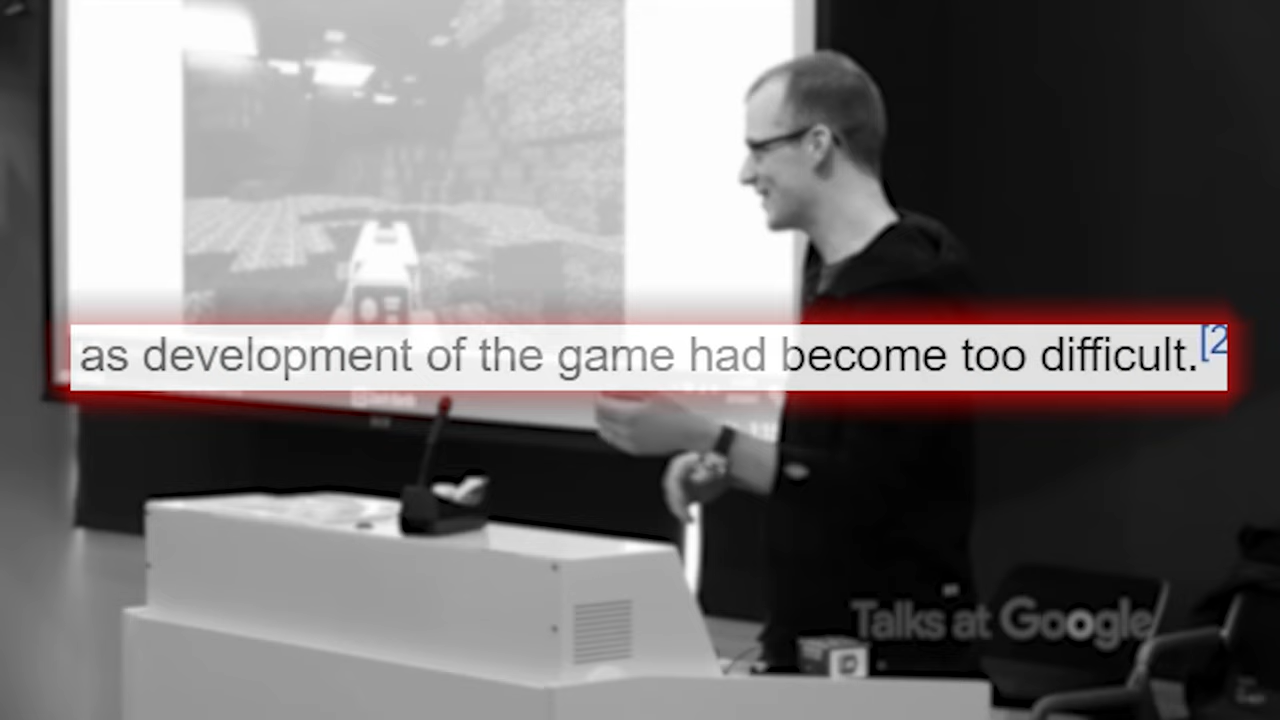 as development of the game had become too difficult.[2
Talks at Google